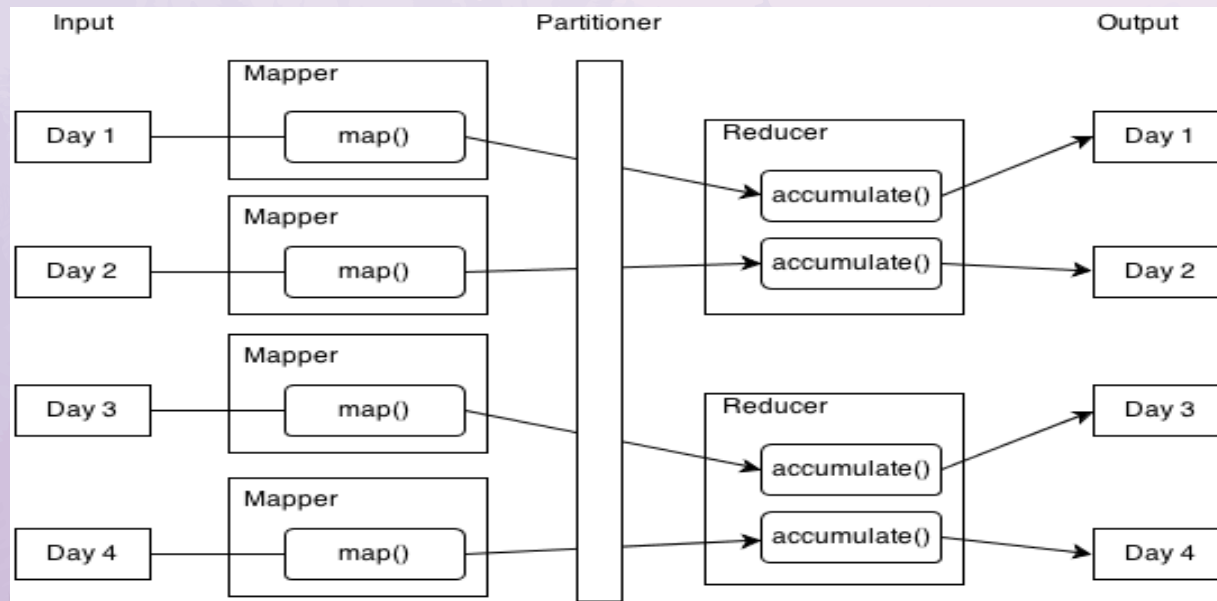 Input
Partitioner
Output
Mapper
Day 1
map()
Reducer
accumulate()
Day 1
Mapper
Day 2
map()
accumulate()
Day 2
Mapper
Day 3
map()
Reducer
accumulate()
Day 3
Mapper
Day 4
map()
accumulate()
Day 4